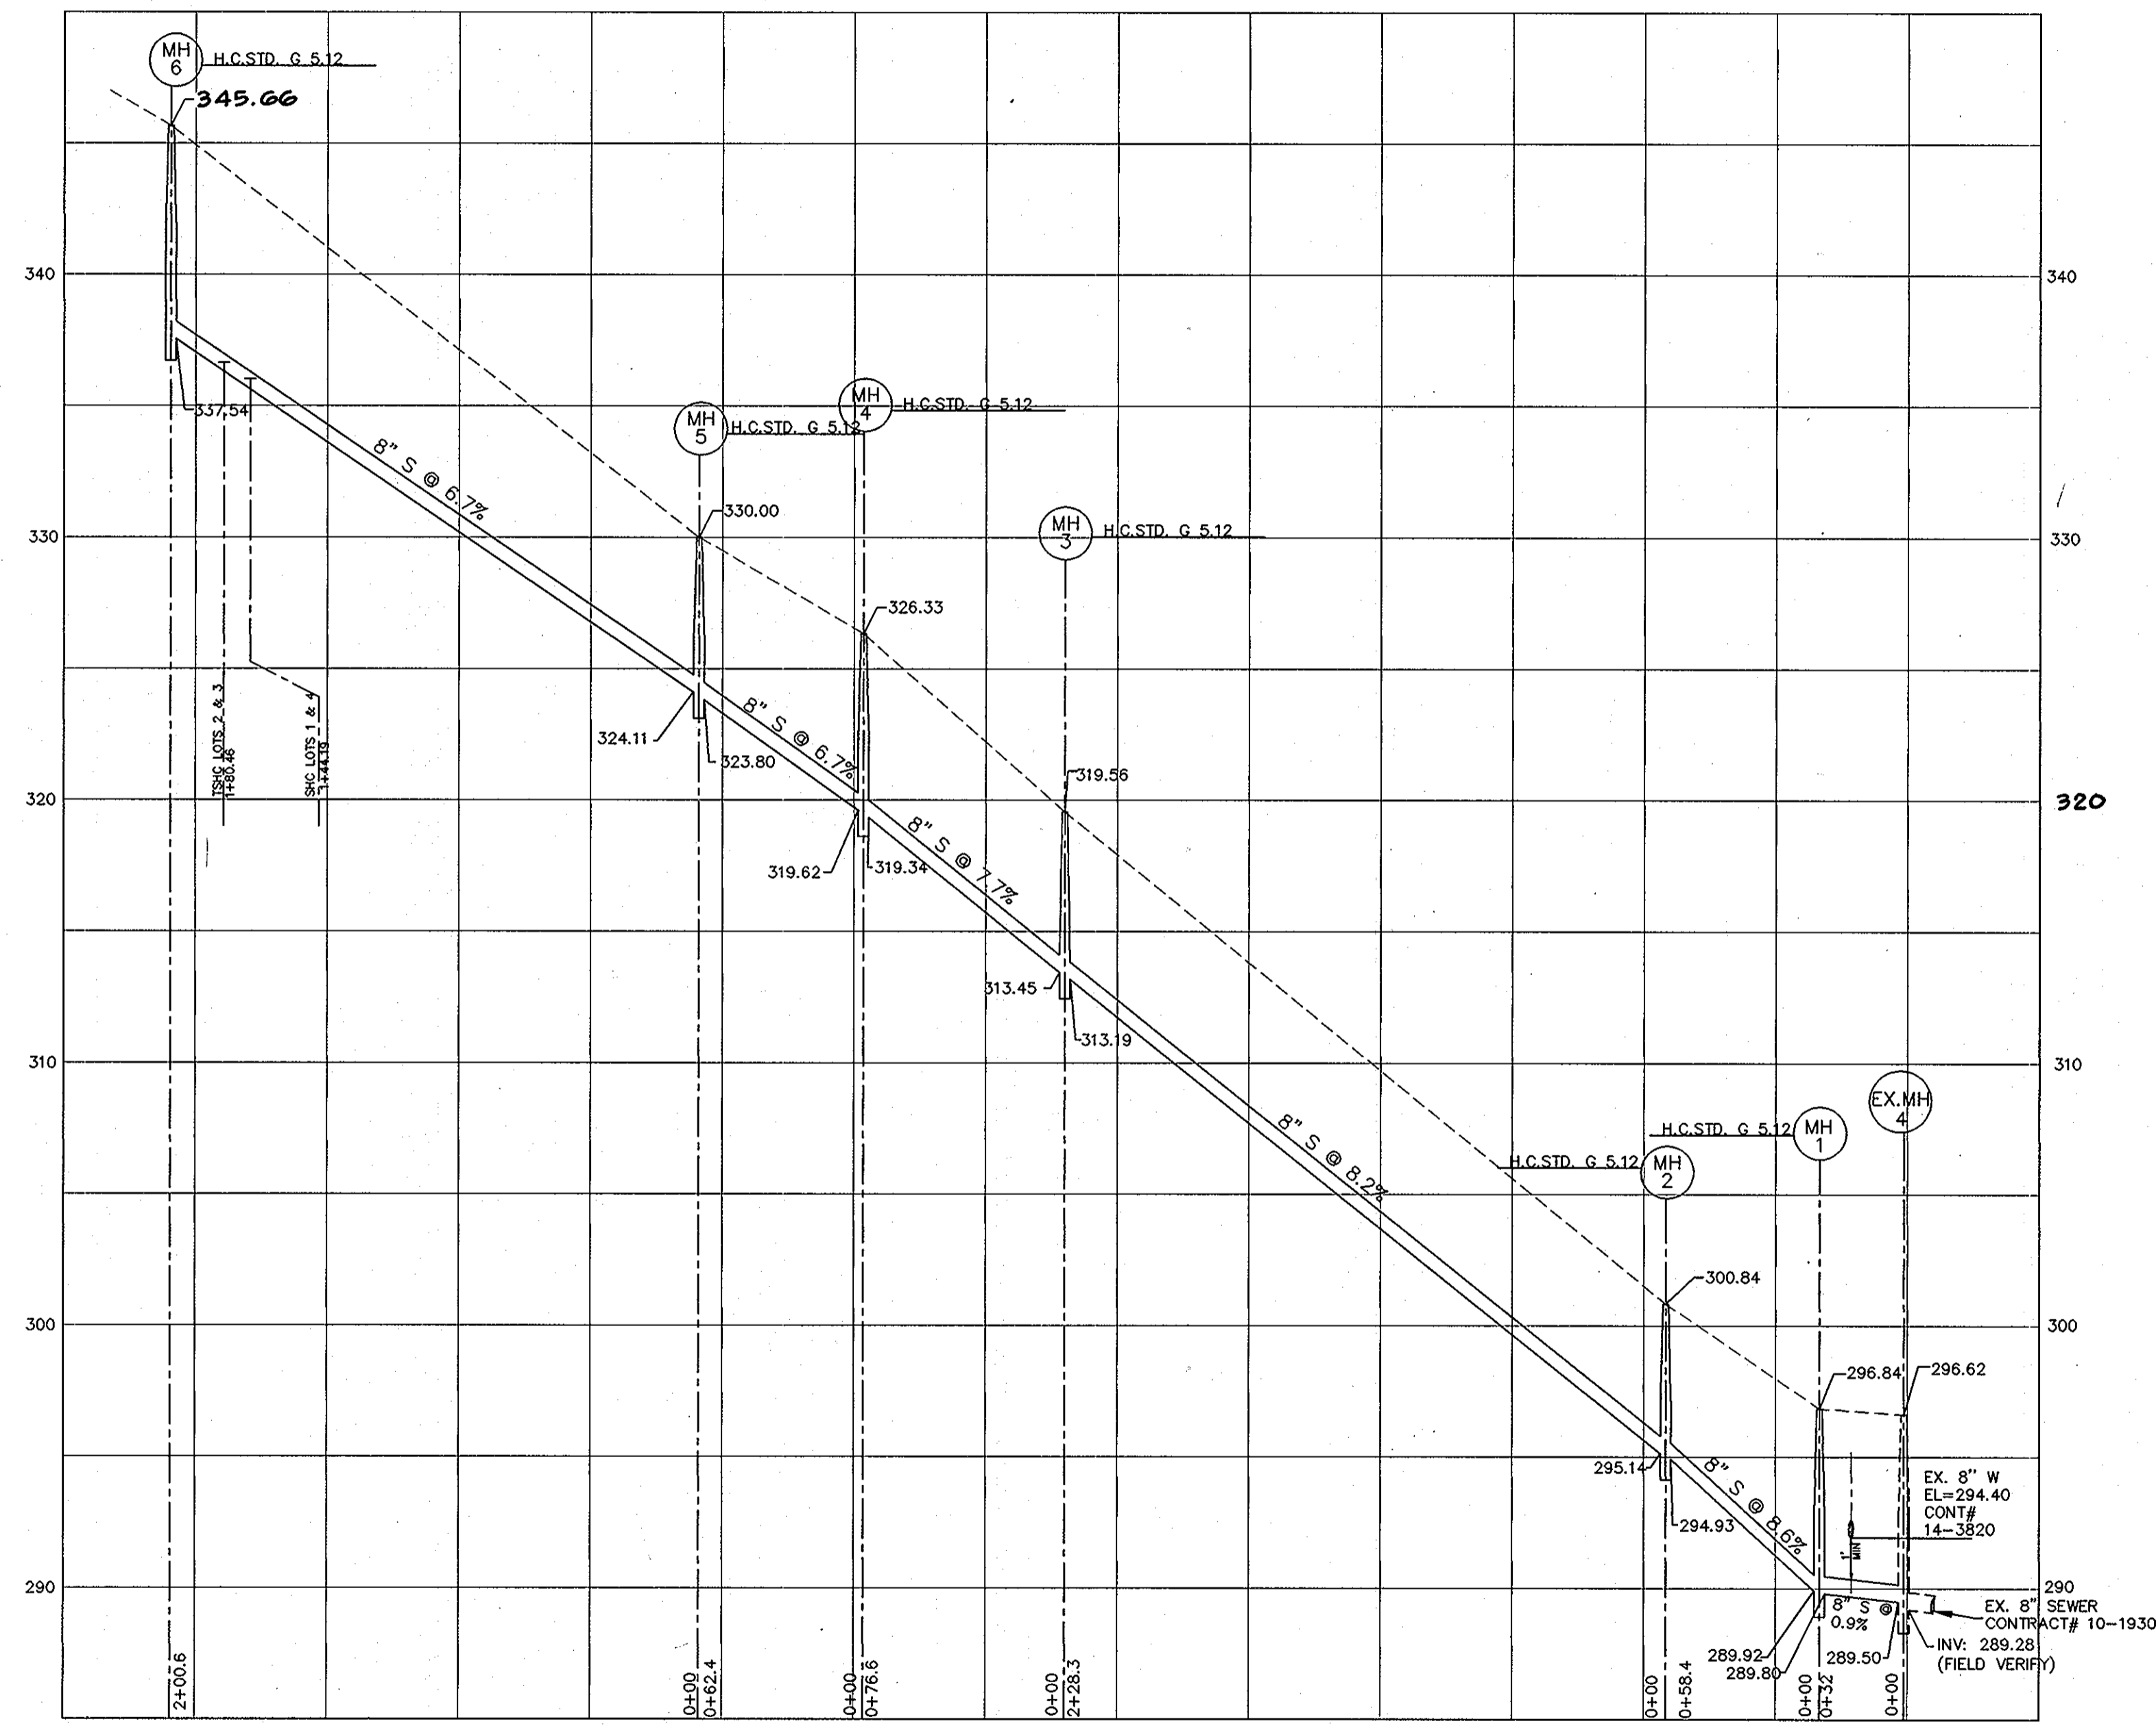 MH
6
H.C.STD. G 5.12
345.66
340
340
337.54
MH
5
H.C.STD. G 5.12
MH
4
H.C.STD. G 5.12
8" S @ 6.7%
330.00
MH
3
H.C.STD. G 5.12
330
330
326.33
TSHC LOTS 2 & 3
1+80.46
SHC LOTS 1 & 4
1+44.19
324.11
323.80
8" S @ 6.7%
319.56
320
320
319.62
319.34
8" S @ 7.7%
313.45
313.19
310
310
8" S @ 8.2%
EX.MH
4
H.C.STD. G 5.12
MH
1
H.C.STD. G 5.12
MH
2
300.84
300
300
296.84
296.62
295.14
294.93
8" S @ 8.6%
EX. 8" W
EL=294.40
CONT#
14-3820
1'
MIN
290
290
8" S @
0.9%
EX. 8" SEWER
CONTRACT# 10-1930
INV: 289.28
(FIELD VERIFY)
289.92
289.80
289.50
2+00.6
0+00
0+62.4
0+00
0+76.6
0+00
2+28.3
0+00
0+58.4
0+00
0+32
0+00